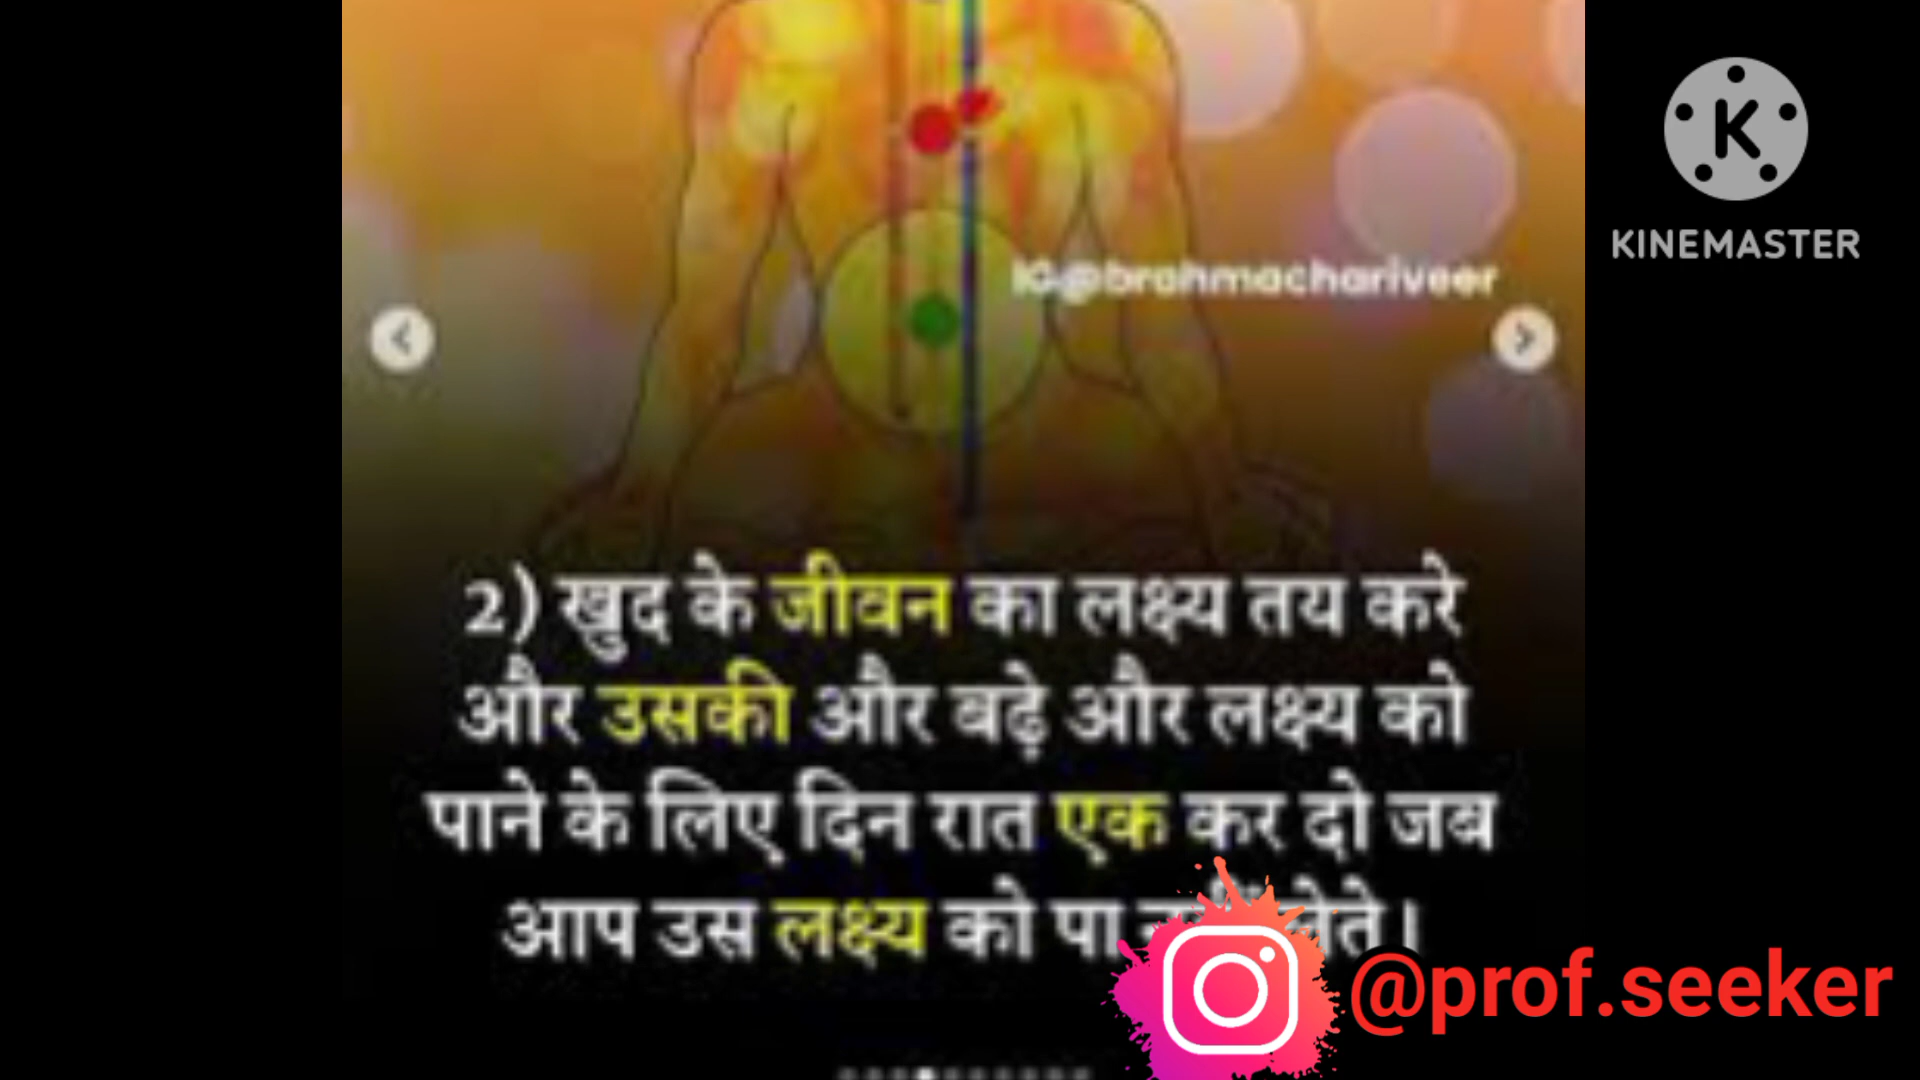 KINEMASTER
IG@brahmachariveer
2) खुद के जीवन का लक्ष्य तय करे
और उसकी और बढ़े और लक्ष्य को
पाने के लिए दिन रात एक कर दो जब
आप उस लक्ष्य को पा
@prof.seeker